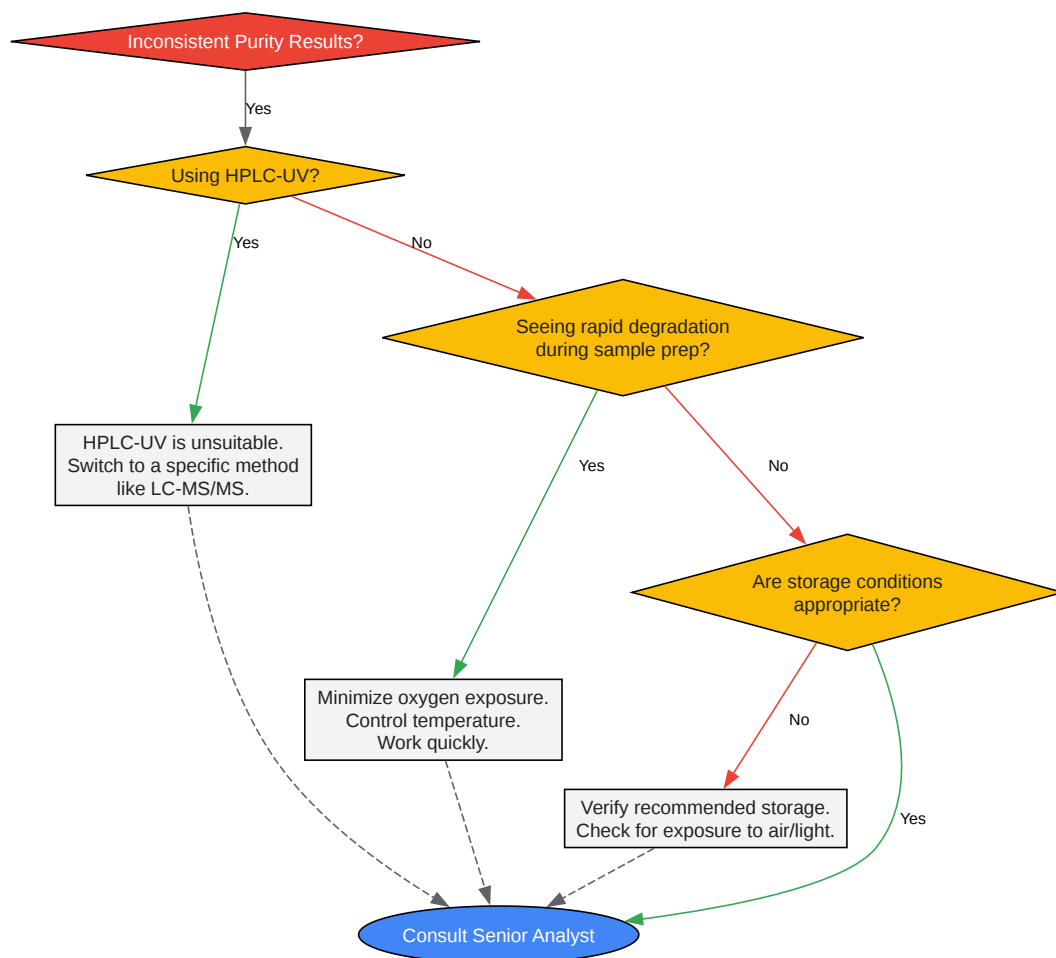 Inconsistent Purity Results?
Yes
Using HPLC-UV?
Yes
No
Seeing rapid degradation
during sample prep?
HPLC-UV is unsuitable.
Switch to a specific method
like LC-MS/MS.
Yes
No
Are storage conditions
appropriate?
Minimize oxygen exposure.
Control temperature.
Work quickly.
No
Verify recommended storage.
Check for exposure to air/light.
Yes
Consult Senior Analyst